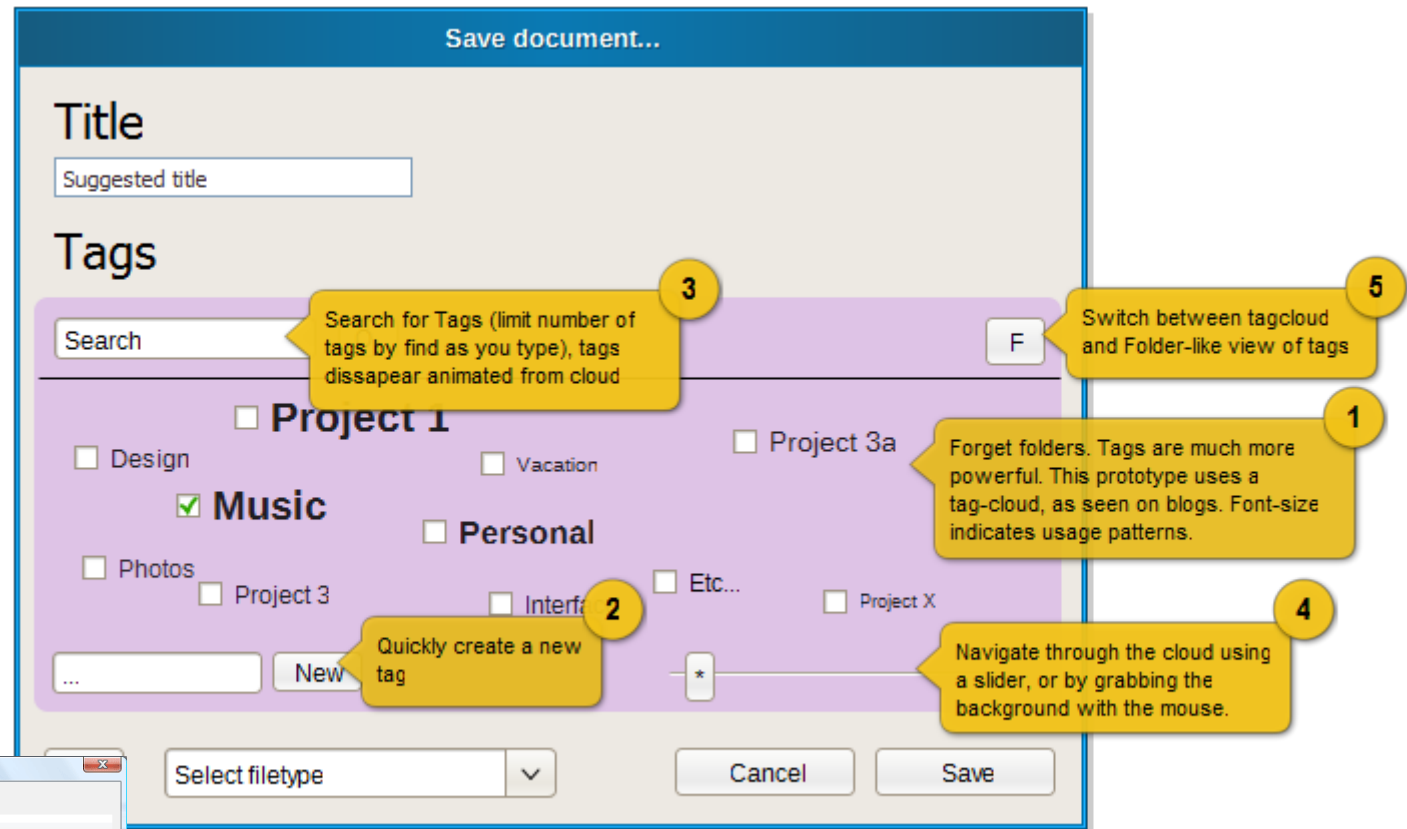 Save document...
Title
Suggested title
Tags
3
Search for Tags (limit number of
tags by find as you type), tags
dissapear animated from cloud
Search
5
Switch between tagcloud
and Folder-like view of tags
F
Project 1
Design
Vacation
Project 3a
1
Forget folders. Tags are much more
powerful. This prototype uses a
tag-cloud, as seen on blogs. Font-size
indicates usage patterns.
Music
Personal
Photos
Project 3
Etc...
Project X
2
Quickly create a new
tag
...
New
*
4
Navigate through the cloud using
a slider, or by grabbing the
background with the mouse.
Select filetype
Cancel
Save
x